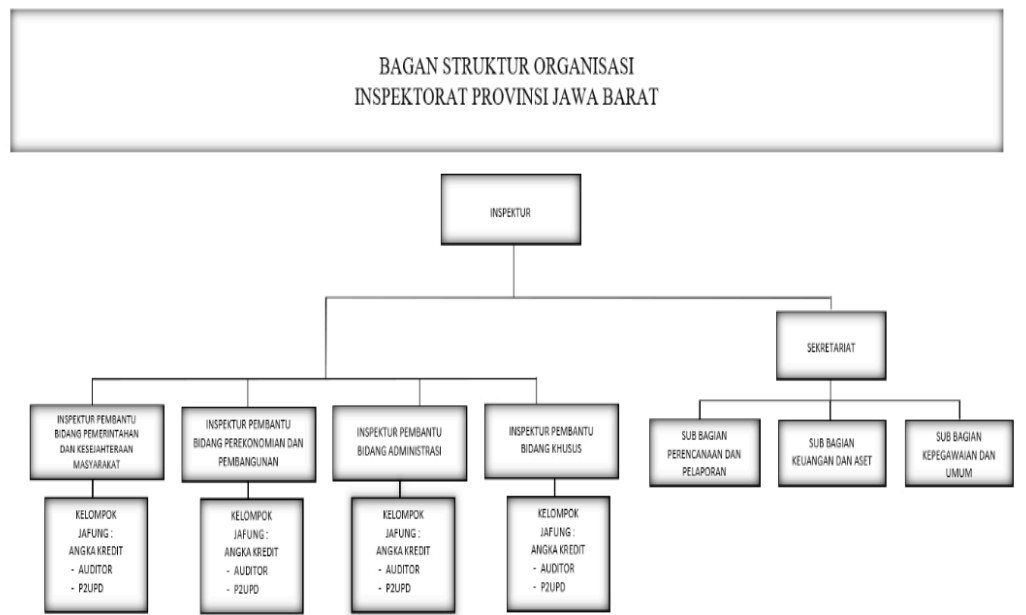 BAGAN STRUKTUR ORGANISASI
INSPEKTORAT PROVINSI JAWA BARAT
INSPEKTUR
SEKRETARIAT
INSPEKTUR PEMBANTU
BIDANG PEMERINTAHAN
DAN KESEJAHTERAAN
MASYARAKAT
INSPEKTUR PEMBANTU
BIDANG PEREKONOMIAN DAN
PEMBANGUNAN
INSPEKTUR PEMBANTU
BIDANG ADMINISTRASI
INSPEKTUR PEMBANTU
BIDANG KHUSUS
SUB BAGIAN
PERENCANAAN DAN
PELAPORAN
SUB BAGIAN
KEUANGAN DAN ASET
SUB BAGIAN
KEPEGAWAIAN DAN
UMUM
KELOMPOK
JAFUNG :
ANGKA KREDIT
- AUDITOR
- P2UPD
KELOMPOK
JAFUNG :
ANGKA KREDIT
- AUDITOR
- P2UPD
KELOMPOK
JAFUNG :
ANGKA KREDIT
- AUDITOR
- P2UPD
KELOMPOK
JAFUNG :
ANGKA KREDIT
- AUDITOR
- P2UPD